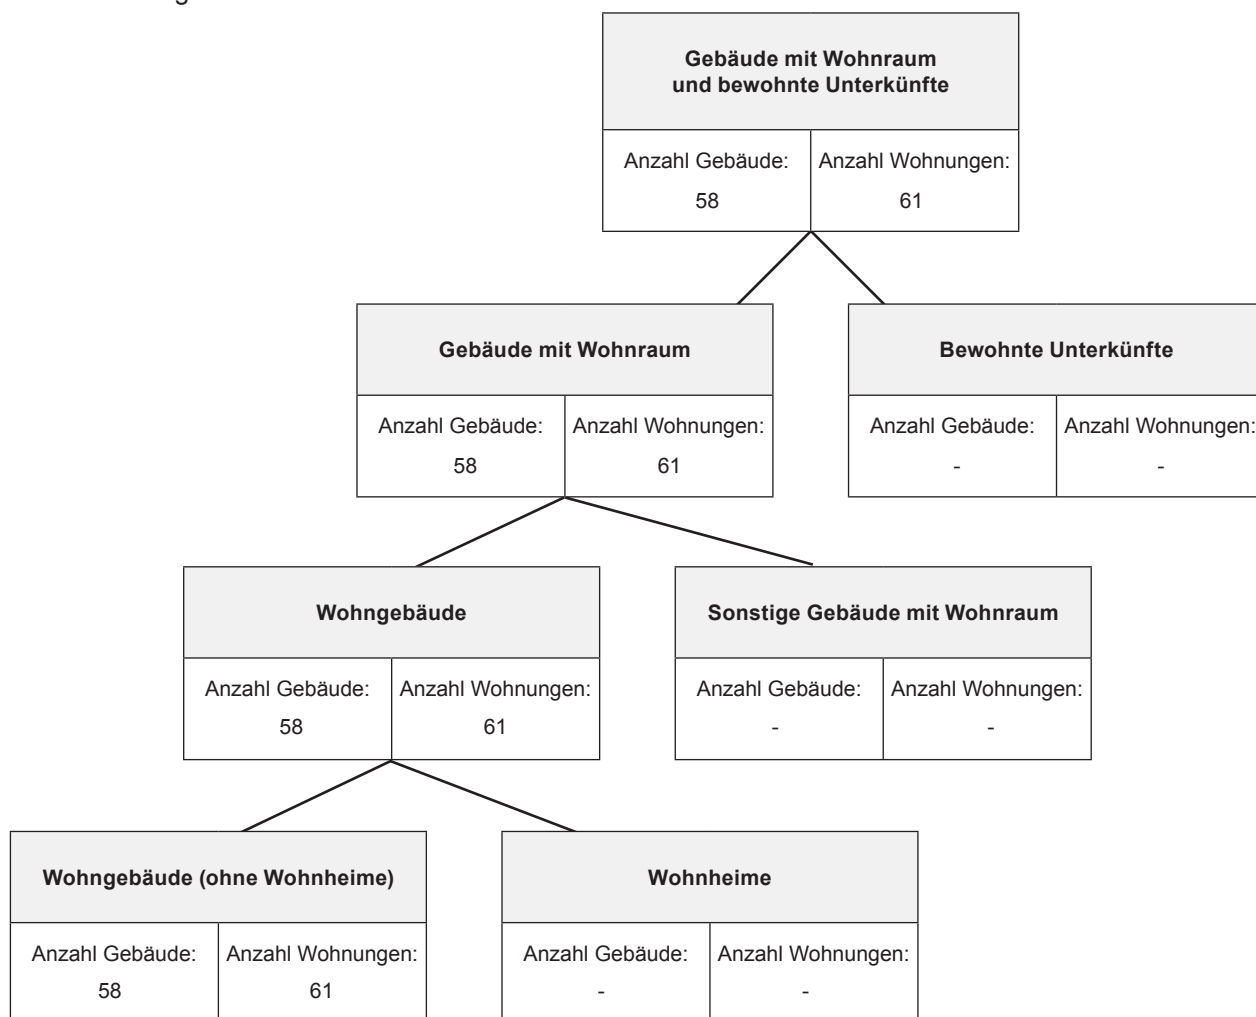 Gebäude mit Wohnraum
und bewohnte Unterkünfte
Anzahl Gebäude: Anzahl Wohnungen:
58 61
Gebäude mit Wohnraum Bewohnte Unterkünfte
Anzahl Gebäude: Anzahl Wohnungen: Anzahl Gebäude: Anzahl Wohnungen:
58 61 - -
Wohngebäude Sonstige Gebäude mit Wohnraum
Anzahl Gebäude: Anzahl Wohnungen: Anzahl Gebäude: Anzahl Wohnungen:
58 61 - -
Wohngebäude (ohne Wohnheime) Wohnheime
Anzahl Gebäude: Anzahl Wohnungen: Anzahl Gebäude: Anzahl Wohnungen:
58 61 - -